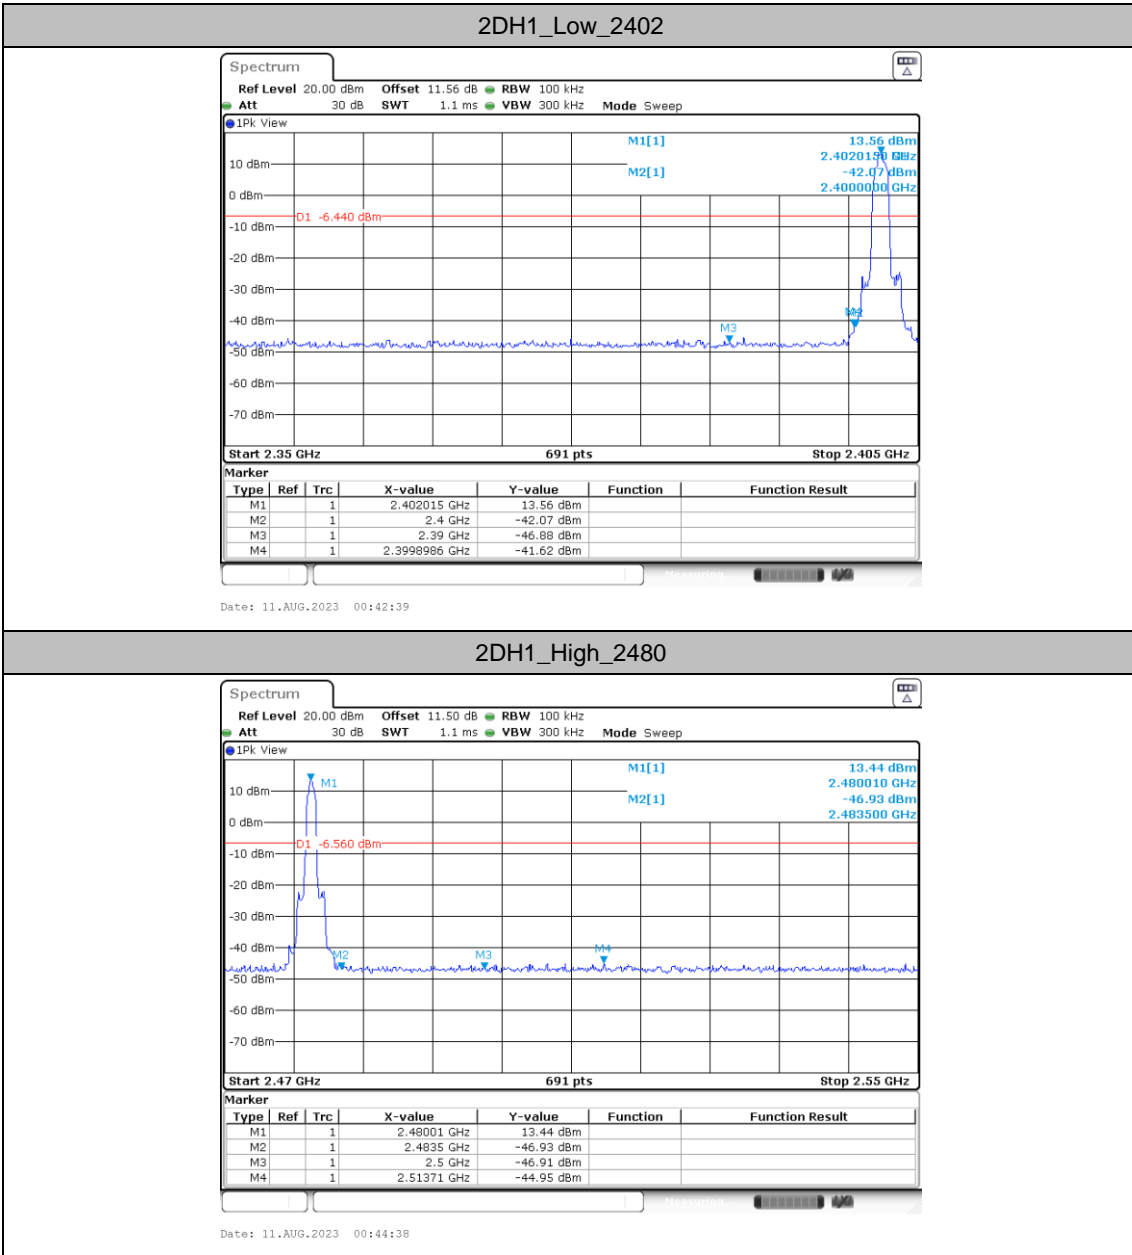 2DH1_Low_2402
Spectrum
Ref Level 20.00 dBm Offset 11.56 dB RBW 100 kHz
Att 30 dB SWT 1.1 ms VBW 300 kHz Mode Sweep
1Pk View
M1[1] 13.56 dBm
2.4020150 GHz
M2[1] -42.07 dBm
2.4000000 GHz
10 dBm
0 dBm
D1 -6.440 dBm
-10 dBm
-20 dBm
-30 dBm
-40 dBm
M3
-50 dBm
-60 dBm
-70 dBm
Start 2.35 GHz 691 pts Stop 2.405 GHz
Marker
Type Ref Trc X-value Y-value Function Function Result
M1 1 2.402015 GHz 13.56 dBm
M2 1 2.4 GHz -42.07 dBm
M3 1 2.39 GHz -46.88 dBm
M4 1 2.3998986 GHz -41.62 dBm
Measuring...
Date: 11.AUG.2023 00:42:39
2DH1_High_2480
Spectrum
Ref Level 20.00 dBm Offset 11.50 dB RBW 100 kHz
Att 30 dB SWT 1.1 ms VBW 300 kHz Mode Sweep
1Pk View
M1[1] 13.44 dBm
2.480010 GHz
M2[1] -46.93 dBm
2.483500 GHz
M1
10 dBm
0 dBm
D1 -6.560 dBm
-10 dBm
-20 dBm
-30 dBm
-40 dBm
M2 M3 M4
-50 dBm
-60 dBm
-70 dBm
Start 2.47 GHz 691 pts Stop 2.55 GHz
Marker
Type Ref Trc X-value Y-value Function Function Result
M1 1 2.48001 GHz 13.44 dBm
M2 1 2.4835 GHz -46.93 dBm
M3 1 2.5 GHz -46.91 dBm
M4 1 2.51371 GHz -44.95 dBm
Measuring...
Date: 11.AUG.2023 00:44:38